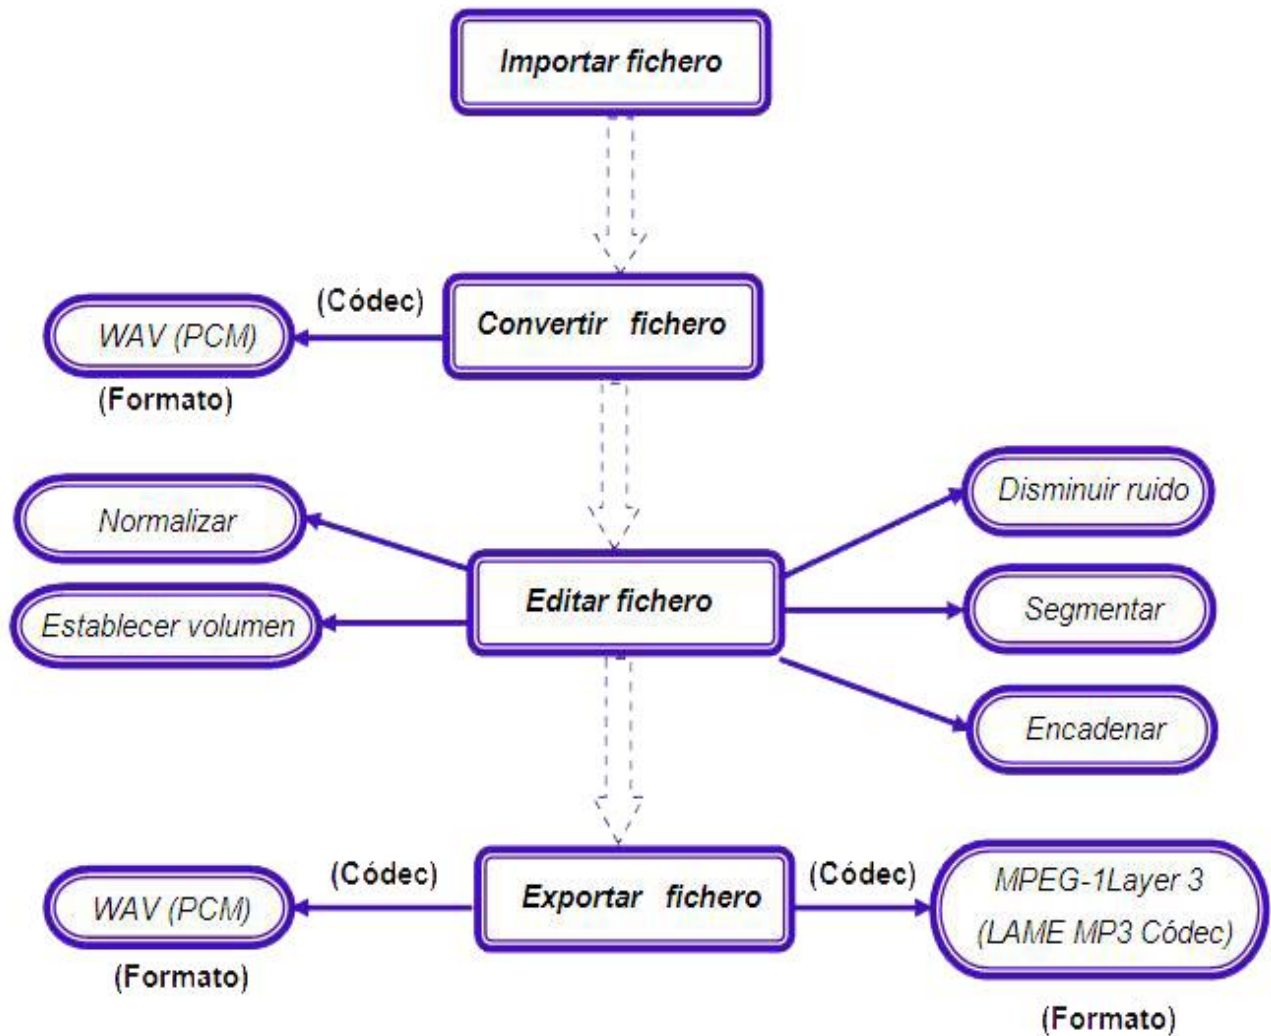 Importar fichero
(Códec)
Convertir fichero
WAV (PCM)
(Formato)
Disminuir ruido
Normalizar
Editar fichero
Segmentar
Establecer volumen
Encadenar
(Códec)
Exportar fichero
(Códec)
MPEG-1Layer 3
(LAME MP3 Códec)
WAV (PCM)
(Formato)
(Formato)